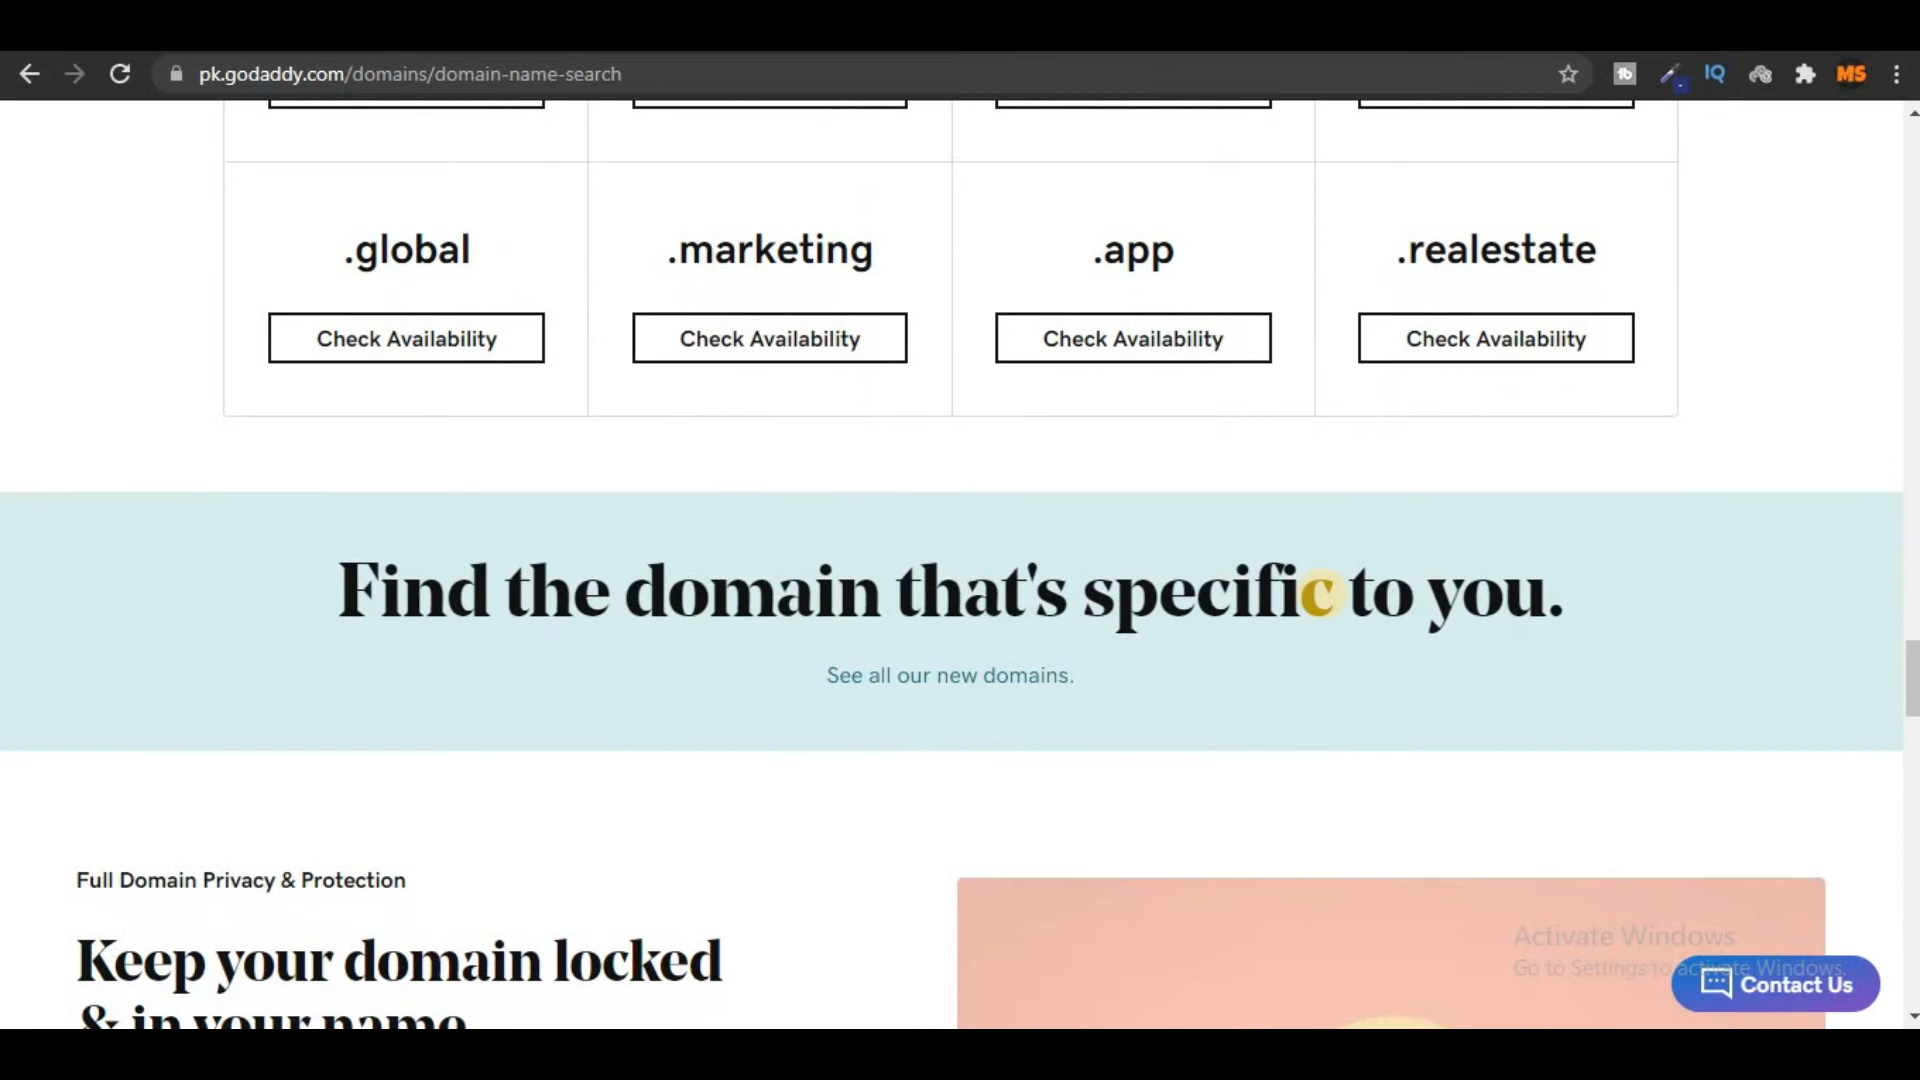 pk.godaddy.com/domains/domain-name-search
IQ
MS
.global
.marketing
.app
.realestate
Check Availability
Check Availability
Check Availability
Check Availability
Find the domain that's specific to you.
See all our new domains.
Full Domain Privacy & Protection
Keep your domain locked
& in your name
Activate Windows
Go to Settings to activate Windows.
Contact Us